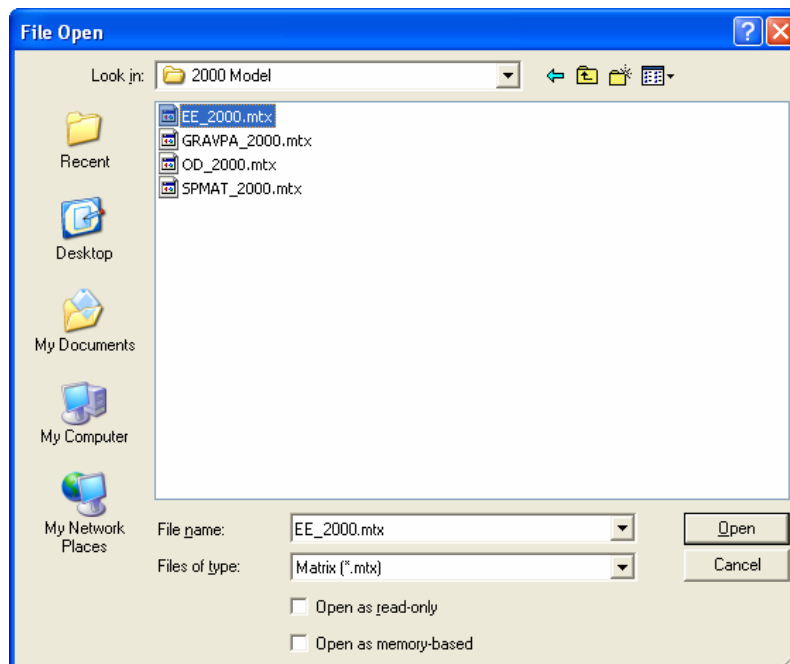 File Open
Look in: 2000 Model
EE_2000.mtx
GRAVPA_2000.mtx
OD_2000.mtx
SPMAT_2000.mtx
Recent
Desktop
My Documents
My Computer
My Network
Places
File name: EE_2000.mtx Open
Files of type: Matrix (*.mtx) Cancel
Open as read-only
Open as memory-based